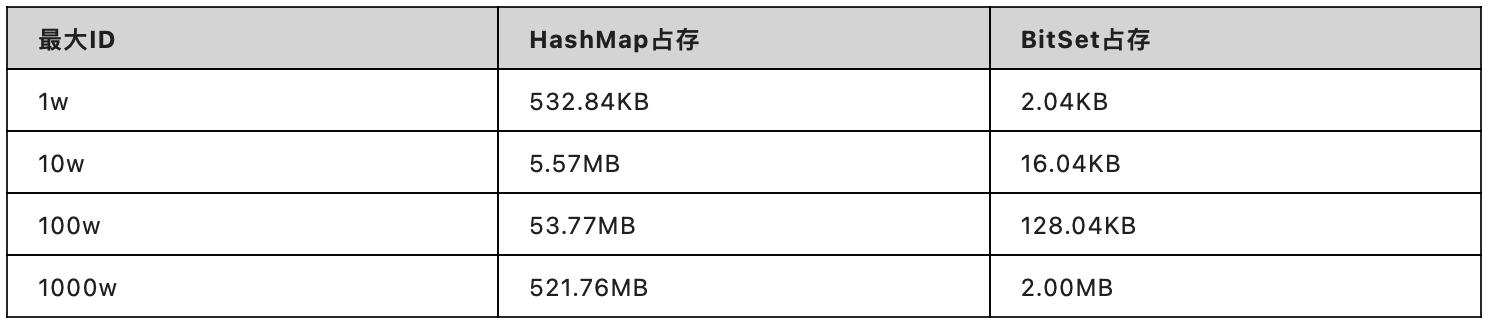 最大ID HashMap占存 BitSet占存
1w 532.84KB 2.04KB
10w 5.57MB 16.04KB
100w 53.77MB 128.04KB
1000w 521.76MB 2.00MB